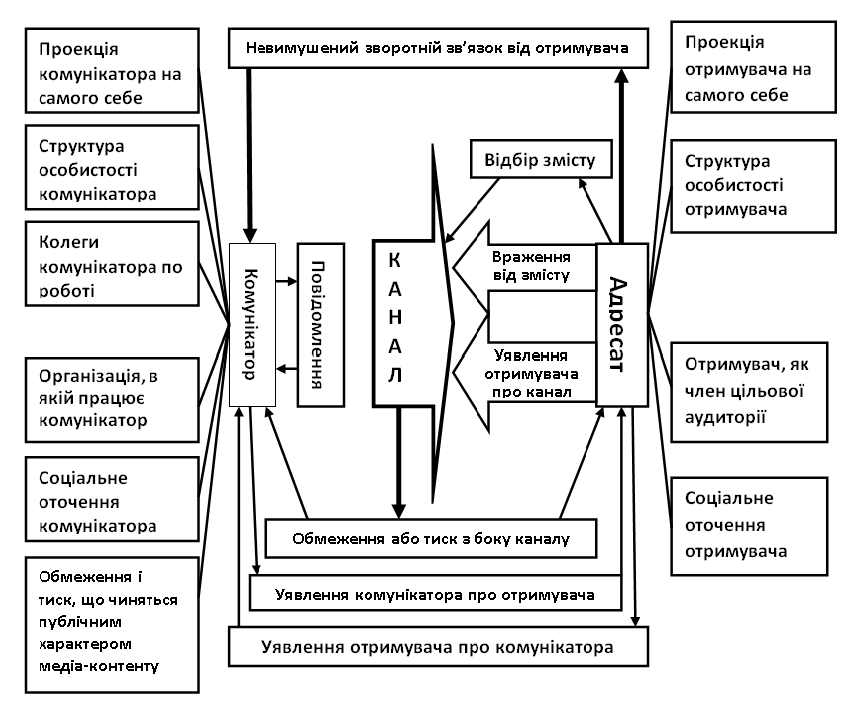 Проекція
комунікатора на
самого себе
Структура
особистості
комунікатора
Колеги
комунікатора по
роботі
Організація, в
якій працює
комунікатор
Соціальне
оточення
комунікатора
Обмеження і
тиск, що чиняться
публічним
характером
медіа-контенту
Невимушений зворотній зв’язок від отримувача
Комунікатор
Повідомлення
КАНАЛ
Відбір змісту
Враження
від змісту
Уявлення
отримувача
про канал
Адресат
Обмеження або тиск з боку каналу
Уявлення комунікатора про отримувача
Уявлення отримувача про комунікатора
Проекція
отримувача на
самого себе
Структура
особистості
отримувача
Отримувач, як
член цільової
аудиторії
Соціальне
оточення
отримувача